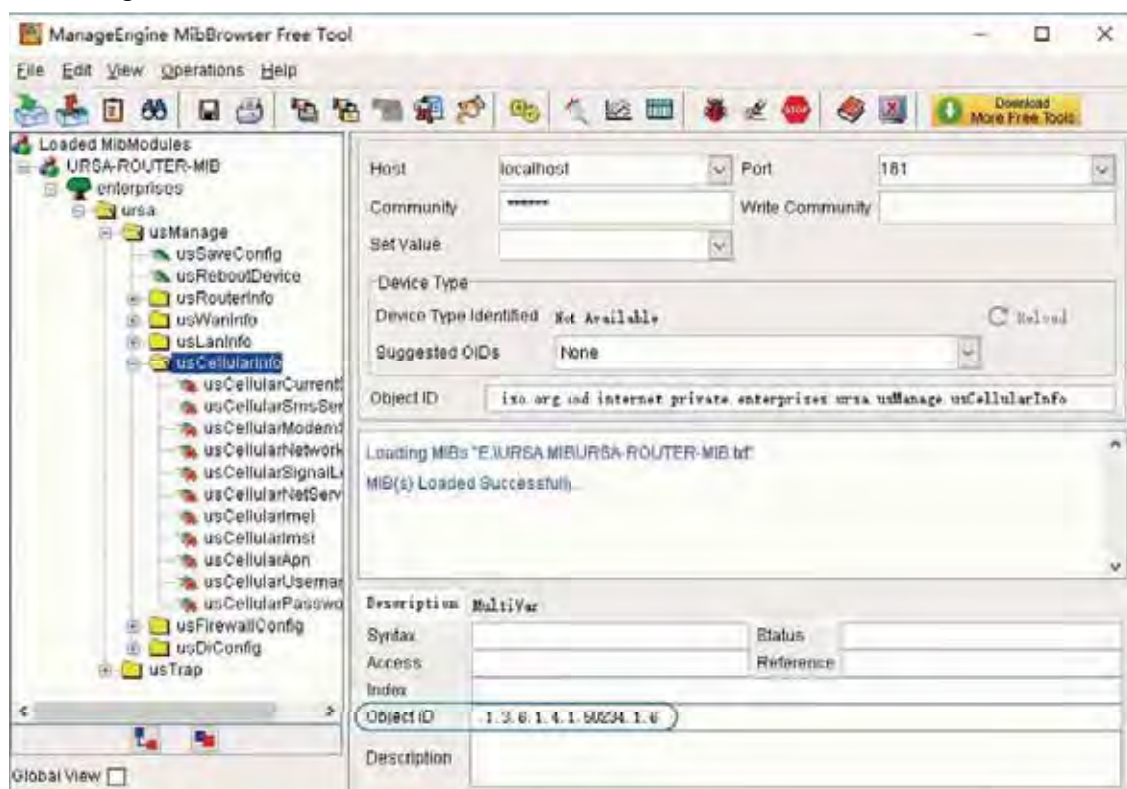 ManageEngine MibBrowser Free Tool
File Edit View Operations Help
STOP
Download
More Free Tools
Loaded MibModules
URSA-ROUTER-MIB
enterprises
ursa
usManage
usSaveConfig
usRebootDevice
usRouterInfo
usWanInfo
usLanInfo
usCellularInfo
usCellularCurrent
usCellularSmsSer
usCellularModem
usCellularNetwork
usCellularSignalL
usCellularNetServ
usCellularImei
usCellularImsi
usCellularApn
usCellularUsernar
usCellularPasswo
usFirewallConfig
usDiConfig
usTrap
Global View
Host localhost Port 161
Community ****** Write Community
Set Value
Device Type
Device Type Identified Not Available Reload
Suggested OIDs None
Object ID .iso.org.dod.internet.private.enterprises.ursa.usManage.usCellularInfo
Loading MIBs "E:\URSA MIB\URSA-ROUTER-MIB.txt"
MIB(s) Loaded Successfully.
Description MultiVar
Syntax Status
Access Reference
Index
Object ID .1.3.6.1.4.1.50234.1.6
Description